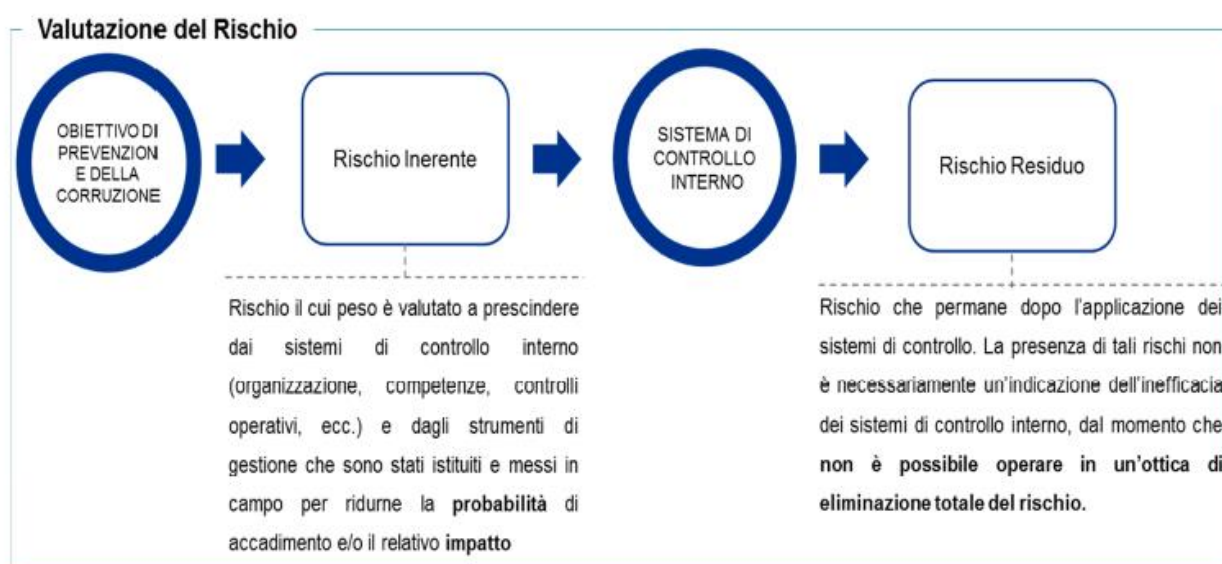 Valutazione del Rischio
OBIETTIVO DI
PREVENZION
E DELLA
CORRUZIONE
Rischio Inerente
SISTEMA DI
CONTROLLO
INTERNO
Rischio Residuo
Rischio il cui peso è valutato a prescindere
dai sistemi di controllo interno
(organizzazione, competenze, controlli
operativi, ecc.) e dagli strumenti di
gestione che sono stati istituiti e messi in
campo per ridurne la probabilità di
accadimento e/o il relativo impatto
Rischio che permane dopo l'applicazione dei
sistemi di controllo. La presenza di tali rischi non
è necessariamente un'indicazione dell'inefficacia
dei sistemi di controllo interno, dal momento che
non è possibile operare in un'ottica di
eliminazione totale del rischio.